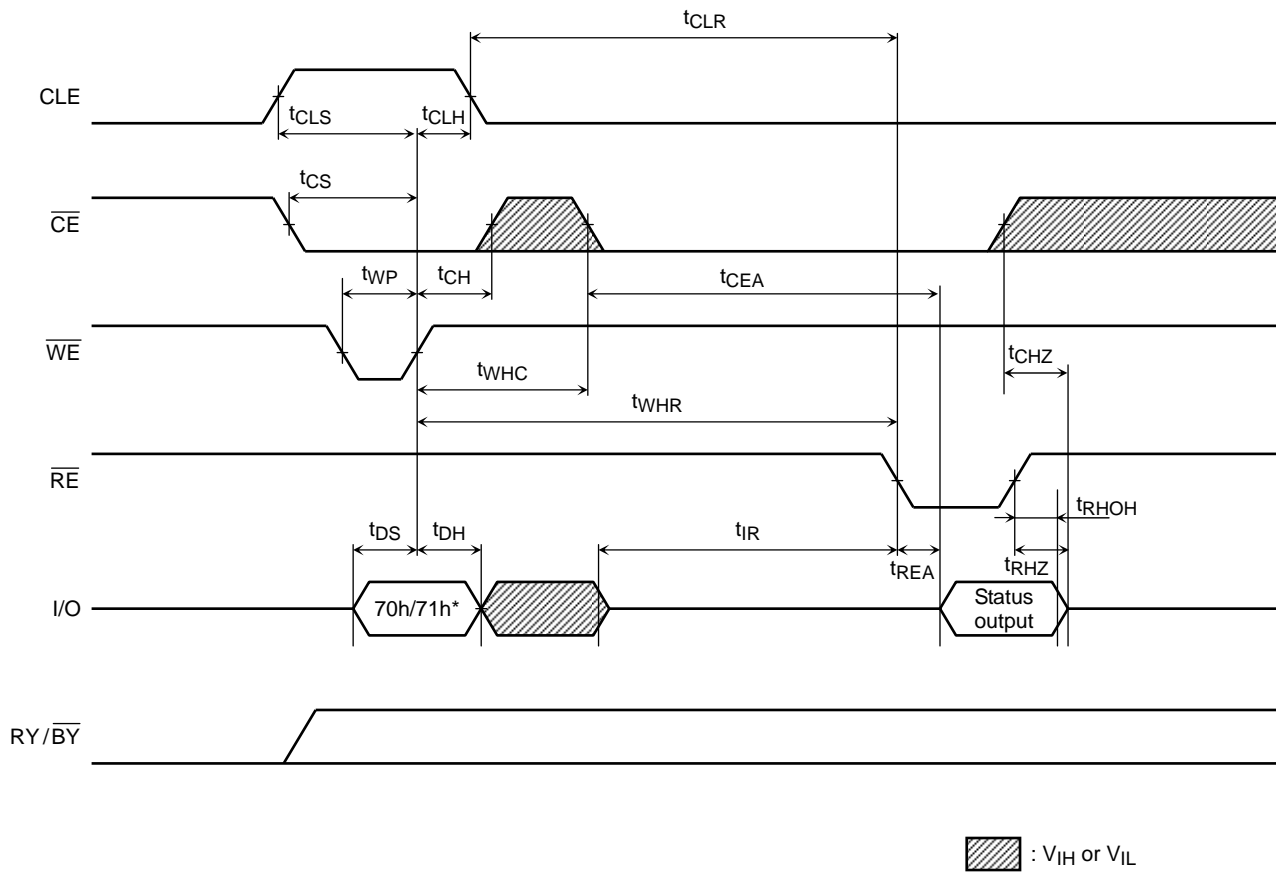 tCLR
CLE
tCLS
tCLH
tCS
CE
tWP
tCH
tCEA
WE
tCHZ
tWHC
tWHR
RE
tRHOH
tDS
tDH
tIR
tREA
tRHZ
I/O
70h/71h*
Status
output
RY/BY
: VIH or VIL